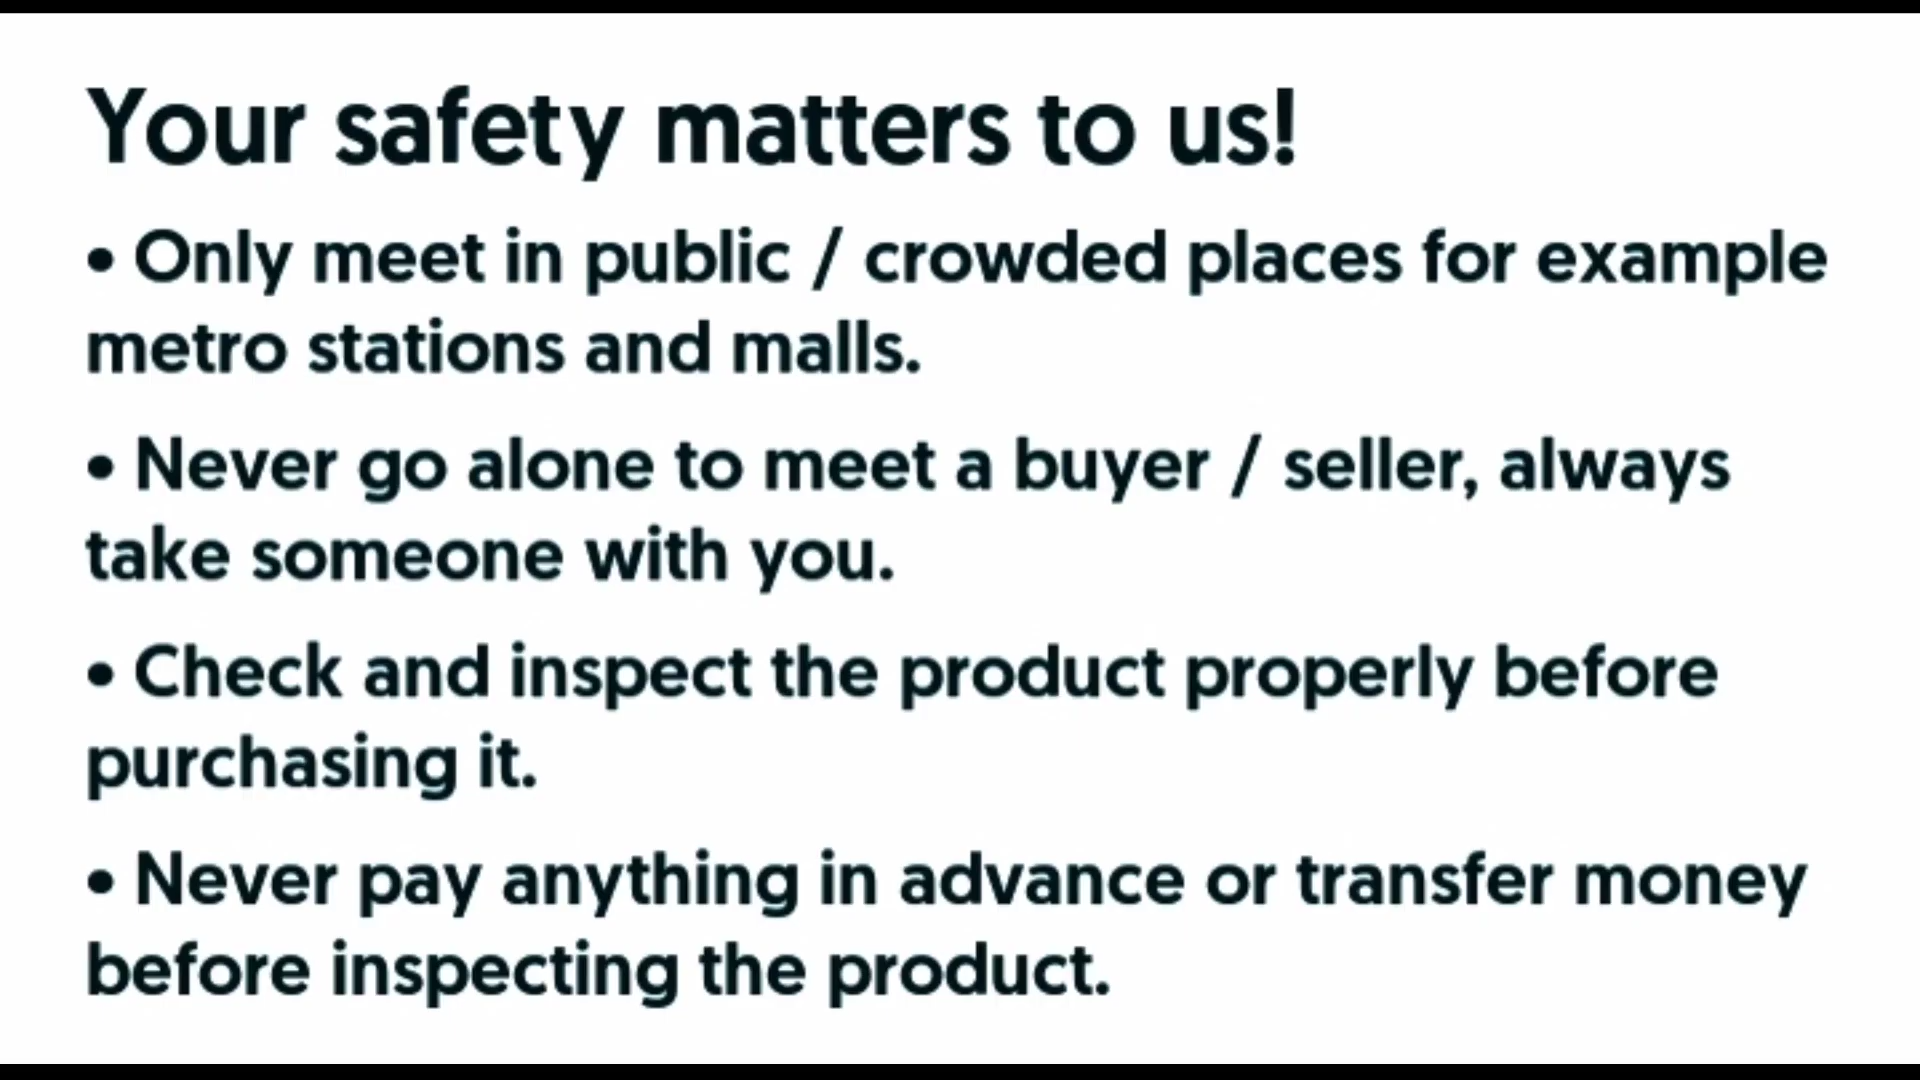 Your safety matters to us!
• Only meet in public / crowded places for example
metro stations and malls.
• Never go alone to meet a buyer / seller, always
take someone with you.
• Check and inspect the product properly before
purchasing it.
• Never pay anything in advance or transfer money
before inspecting the product.